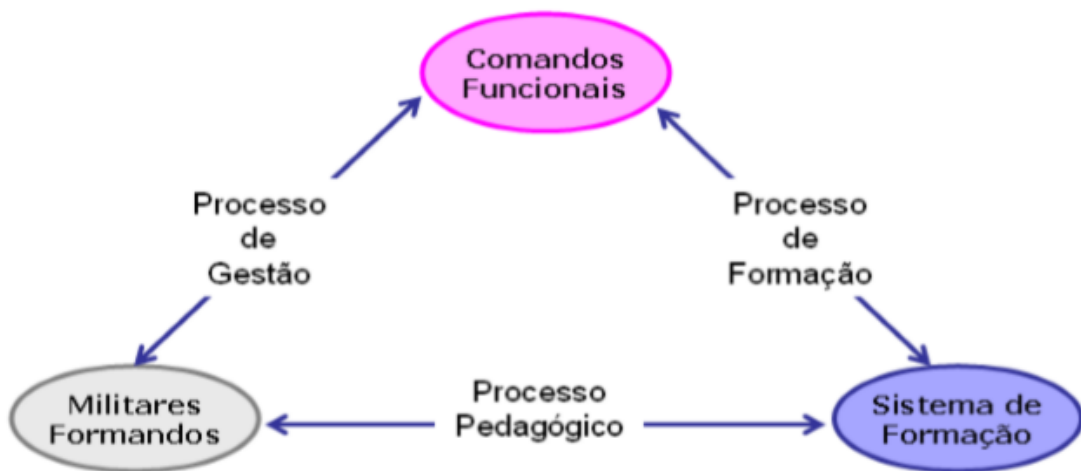 Comandos
Funcionais
Processo
de
Gestão
Processo
de
Formação
Militares
Formandos
Processo
Pedagógico
Sistema de
Formação